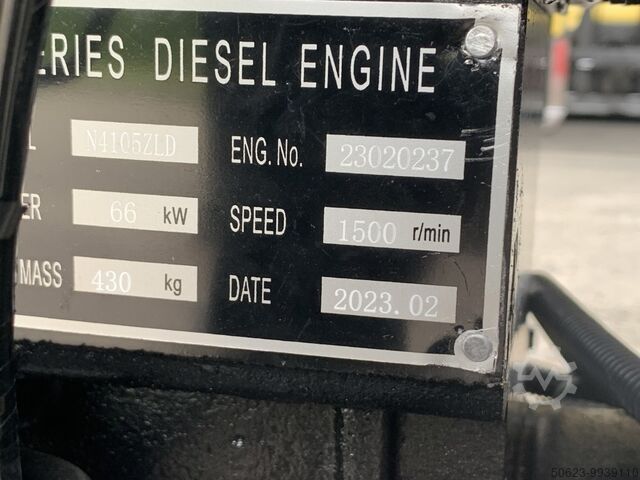 ERIES DIESEL ENGINE
L N4105ZLD ENG.No. 23020237
ER 66 kW SPEED 1500 r/min
MASS 430 kg DATE 2023.02
50623-9939110